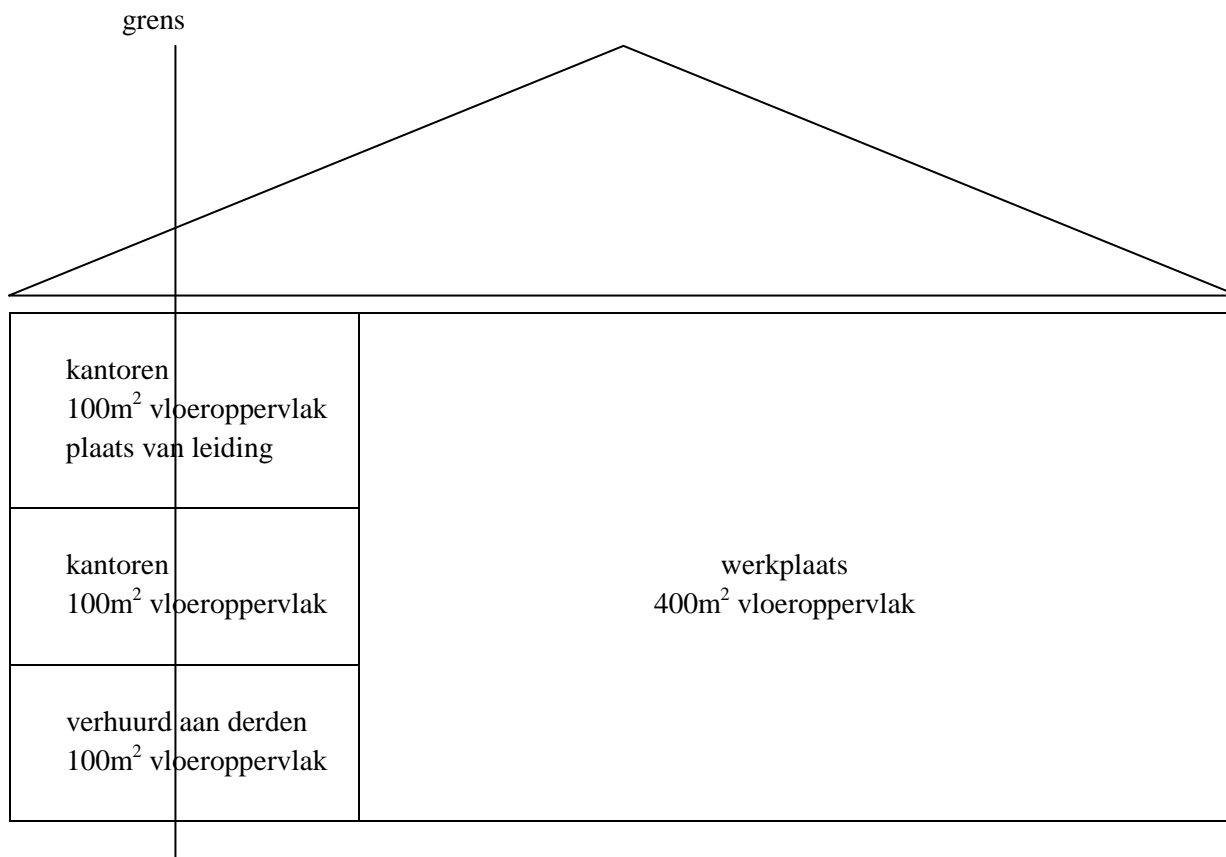 grens
kantoren
100m² vloeroppervlak
plaats van leiding
kantoren
100m² vloeroppervlak
werkplaats
400m² vloeroppervlak
verhuurd aan derden
100m² vloeroppervlak